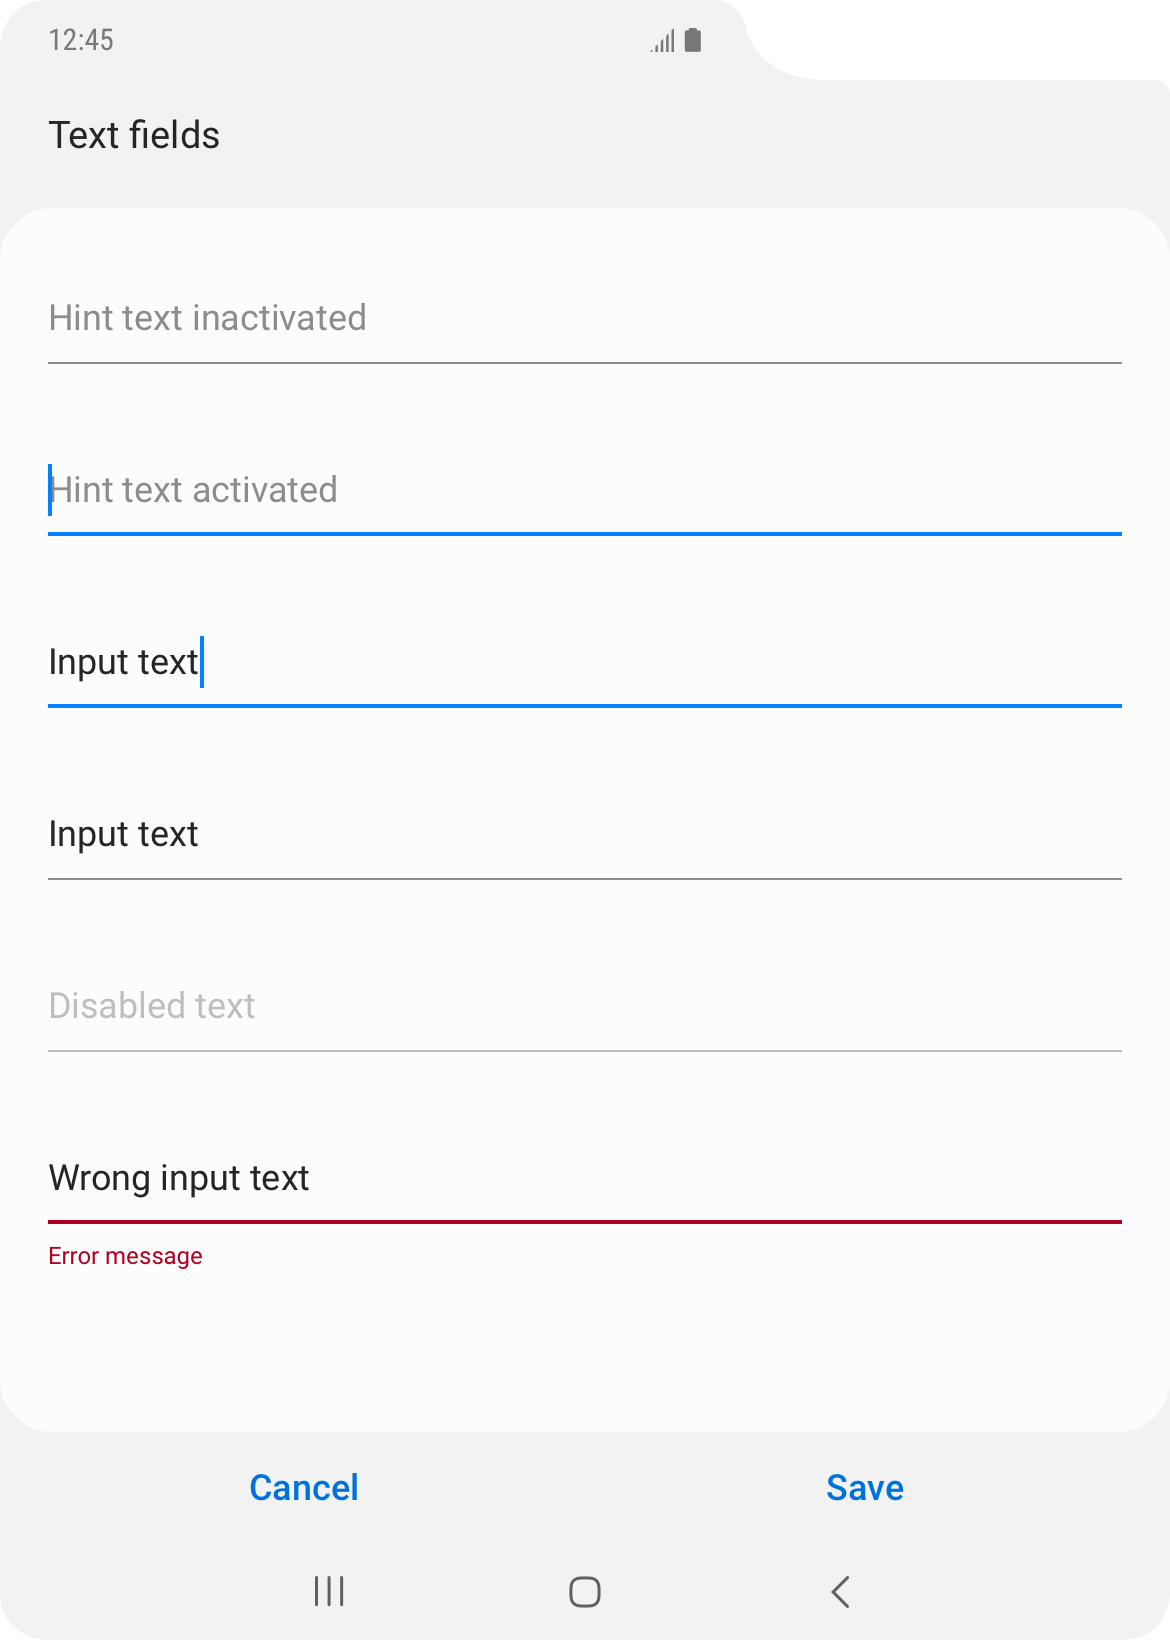 12:45
Text fields
Hint text inactivated
Hint text activated
Input text
Input text
Disabled text
Wrong input text
Error message
Cancel Save